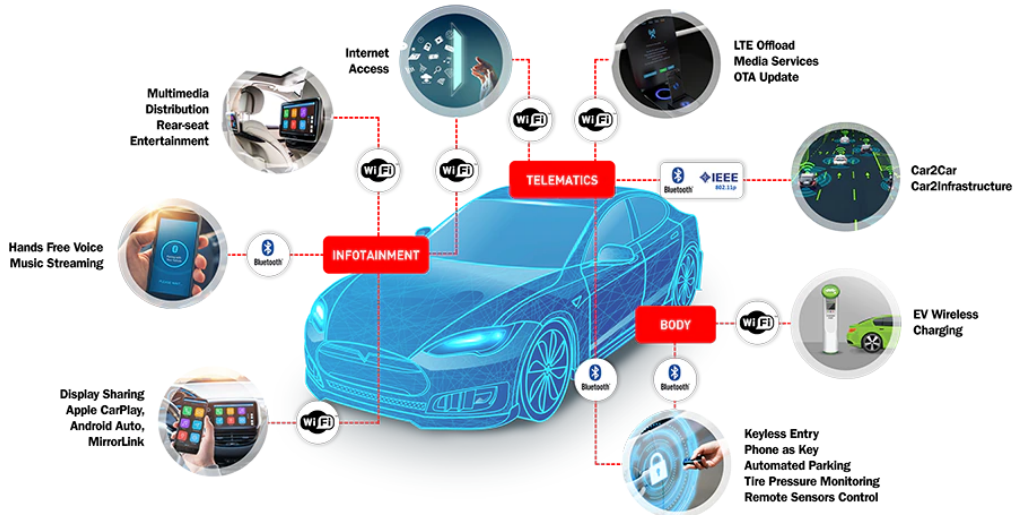 Internet
Access
LTE Offload
Media Services
OTA Update
Multimedia
Distribution
Rear-seat
Entertainment
WiFi
WiFi
WiFi
WiFi
TELEMATICS
Bluetooth
IEEE
802.11p
Car2Car
Car2Infrastructure
Hands Free Voice
Music Streaming
Bluetooth
INFOTAINMENT
BODY
WiFi
EV Wireless
Charging
Bluetooth
Bluetooth
Display Sharing
Apple CarPlay,
Android Auto,
MirrorLink
WiFi
Keyless Entry
Phone as Key
Automated Parking
Tire Pressure Monitoring
Remote Sensors Control